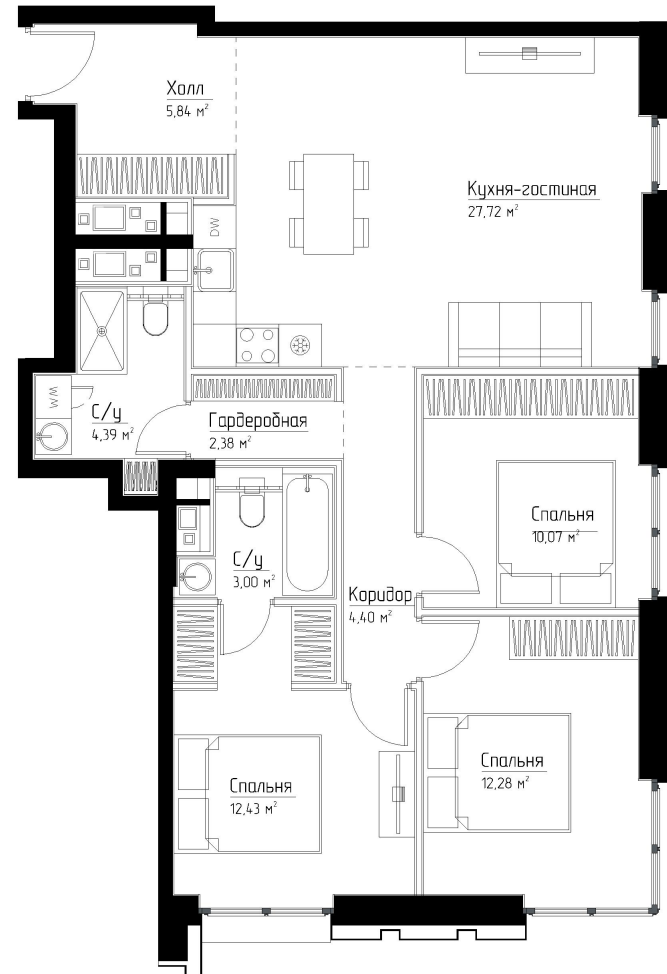 Холл
5,84 м²
Кухня-гостиная
27,72 м²
DW
WM
С/у
4,39 м²
Гардеробная
2,38 м²
Спальня
10,07 м²
С/у
3,00 м²
Коридор
4,40 м²
Спальня
12,43 м²
Спальня
12,28 м²